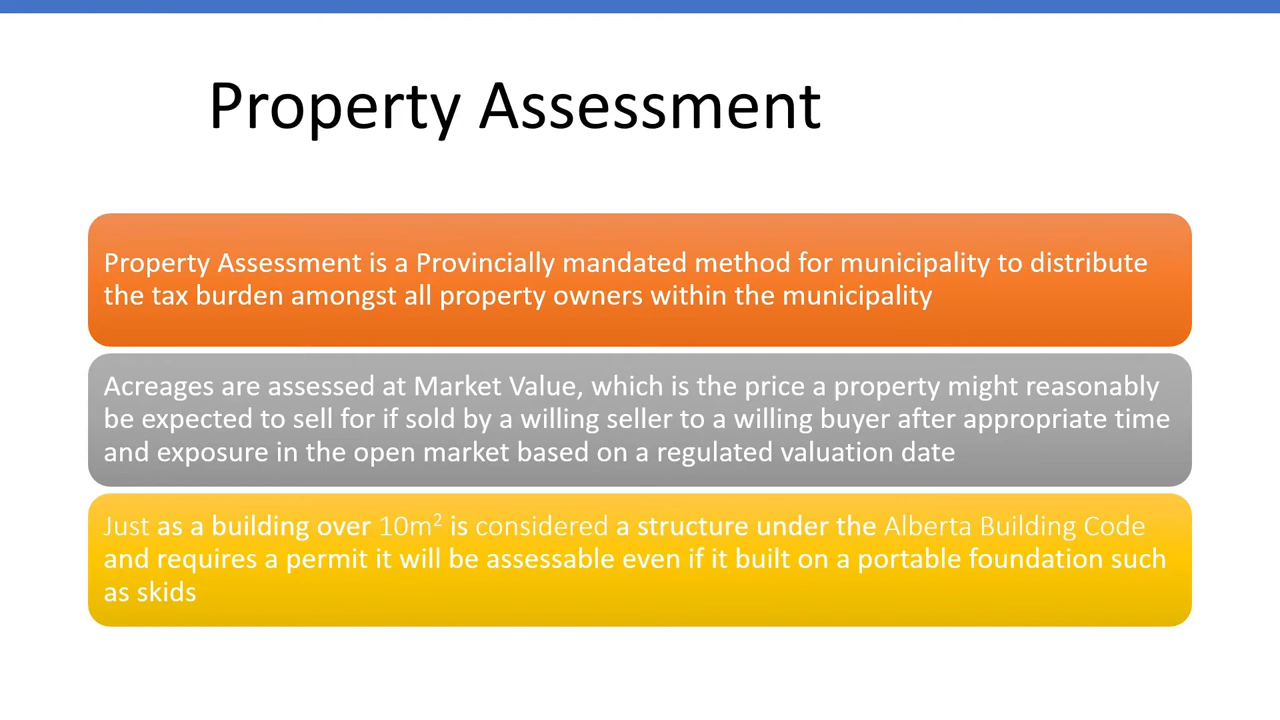 Property Assessment
Property Assessment is a Provincially mandated method for municipality to distribute
the tax burden amongst all property owners within the municipality
Acreages are assessed at Market Value, which is the price a property might reasonably
be expected to sell for if sold by a willing seller to a willing buyer after appropriate time
and exposure in the open market based on a regulated valuation date
Just as a building over 10m² is considered a structure under the Alberta Building Code
and requires a permit it will be assessable even if it built on a portable foundation such
as skids